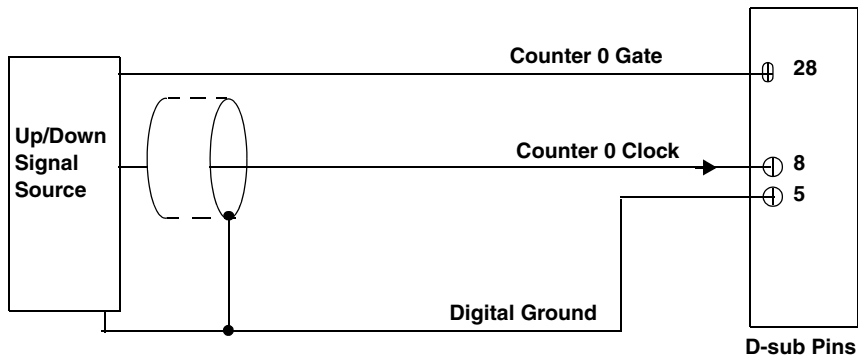 Counter 0 Gate
28
Up/Down
Signal
Source
Counter 0 Clock
8
5
Digital Ground
D-sub Pins